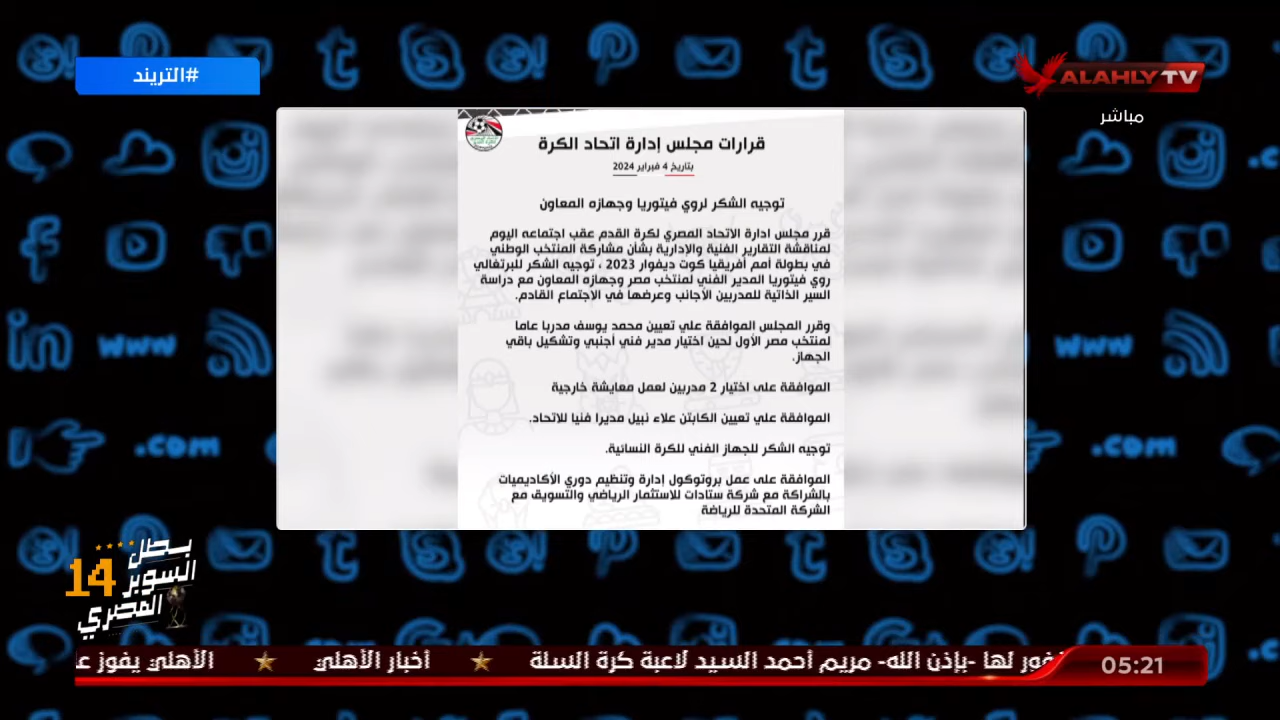 #التريند
ALAHLY TV
مباشر
قرارات مجلس إدارة اتحاد الكرة
بتاريخ 4 فبراير 2024
توجيه الشكر لروي فيتوريا وجهازه المعاون
قرر مجلس ادارة الاتحاد المصري لكرة القدم عقب اجتماعه اليوم
لمناقشة التقارير الفنية والإدارية بشأن مشاركة المنتخب الوطني
في بطولة أمم أفريقيا كوت ديفوار 2023 ، توجيه الشكر للبرتغالي
روي فيتوريا المدير الفني لمنتخب مصر وجهازه المعاون مع دراسة
السير الذاتية للمدربين الأجانب وعرضها في الاجتماع القادم.
وقرر المجلس الموافقة علي تعيين محمد يوسف مدربا عاما
لمنتخب مصر الأول لحين اختيار مدير فني أجنبي وتشكيل باقي
الجهاز.
الموافقة على اختيار 2 مدربين لعمل معايشة خارجية
الموافقة علي تعيين الكابتن علاء نبيل مديرا فنيا للاتحاد.
توجيه الشكر للجهاز الفني للكرة النسائية.
الموافقة على عمل بروتوكول إدارة وتنظيم دوري الأكاديميات
بالشراكة مع شركة ستادات للاستثمار الرياضي والتسويق مع
الشركة المتحدة للرياضة
www
www
.com
.com
بطل
السوبر 14
المصري
لها -بإذن الله- مريم أحمد السيد لاعبة كرة السلة ★ أخبار الأهلي ★ الأهلي يفوز
05:21